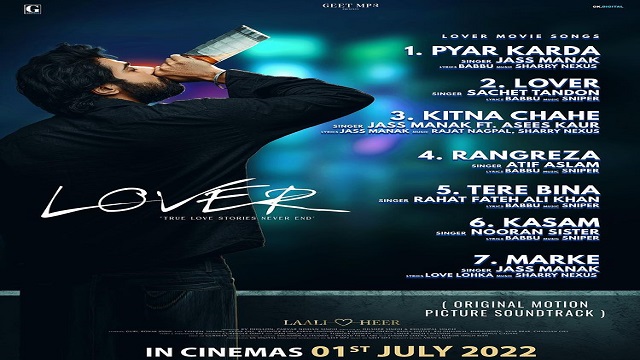 G
GEET MP3
GK.DIGITAL
LOVER MOVIE SONGS
1. PYAR KARDA
SINGER JASS MANAK
LYRICS BABBU MUSIC SHARRY NEXUS
2. LOVER
SINGER SACHET TANDON
LYRICS BABBU MUSIC SNIPER
3. KITNA CHAHE
SINGER JASS MANAK FT. ASEES KAUR
LYRICS JASS MANAK MUSIC RAJAT NAGPAL, SHARRY NEXUS
4. RANGREZA
SINGER ATIF ASLAM
LYRICS BABBU MUSIC SNIPER
5. TERE BINA
SINGER RAHAT FATEH ALI KHAN
LYRICS BABBU MUSIC SNIPER
6. KASAM
SINGER NOORAN SISTER
LYRICS BABBU MUSIC SNIPER
7. MARKE
SINGER JASS MANAK
LYRICS LOVE LOHKA MUSIC SHARRY NEXUS
LOVER
'TRUE LOVE STORIES NEVER END'
( ORIGINAL MOTION
PICTURE SOUNDTRACK )
LAALI HEER
IN CINEMAS 01ST JULY 2022